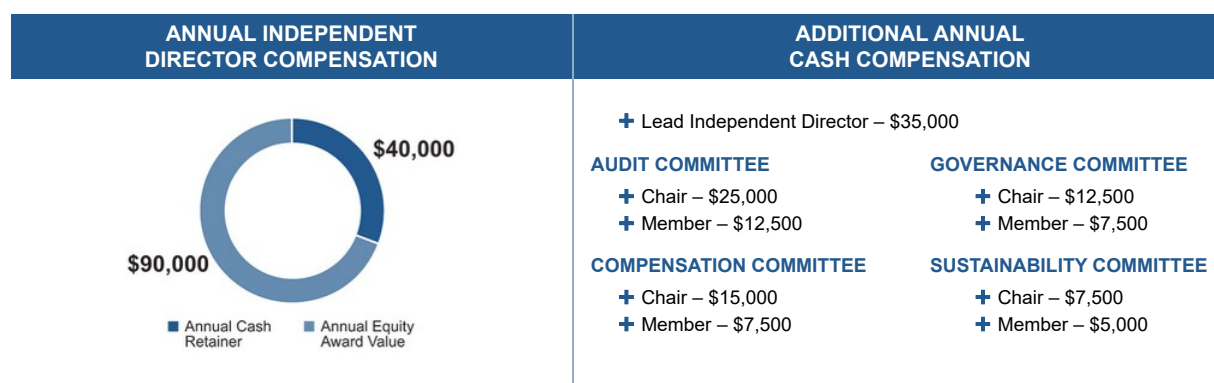 ANNUAL INDEPENDENT
DIRECTOR COMPENSATION
$40,000
$90,000
Annual Cash
Retainer
Annual Equity
Award Value
ADDITIONAL ANNUAL
CASH COMPENSATION
Lead Independent Director – $35,000
AUDIT COMMITTEE
Chair – $25,000
Member – $12,500
GOVERNANCE COMMITTEE
Chair – $12,500
Member – $7,500
COMPENSATION COMMITTEE
Chair – $15,000
Member – $7,500
SUSTAINABILITY COMMITTEE
Chair – $7,500
Member – $5,000